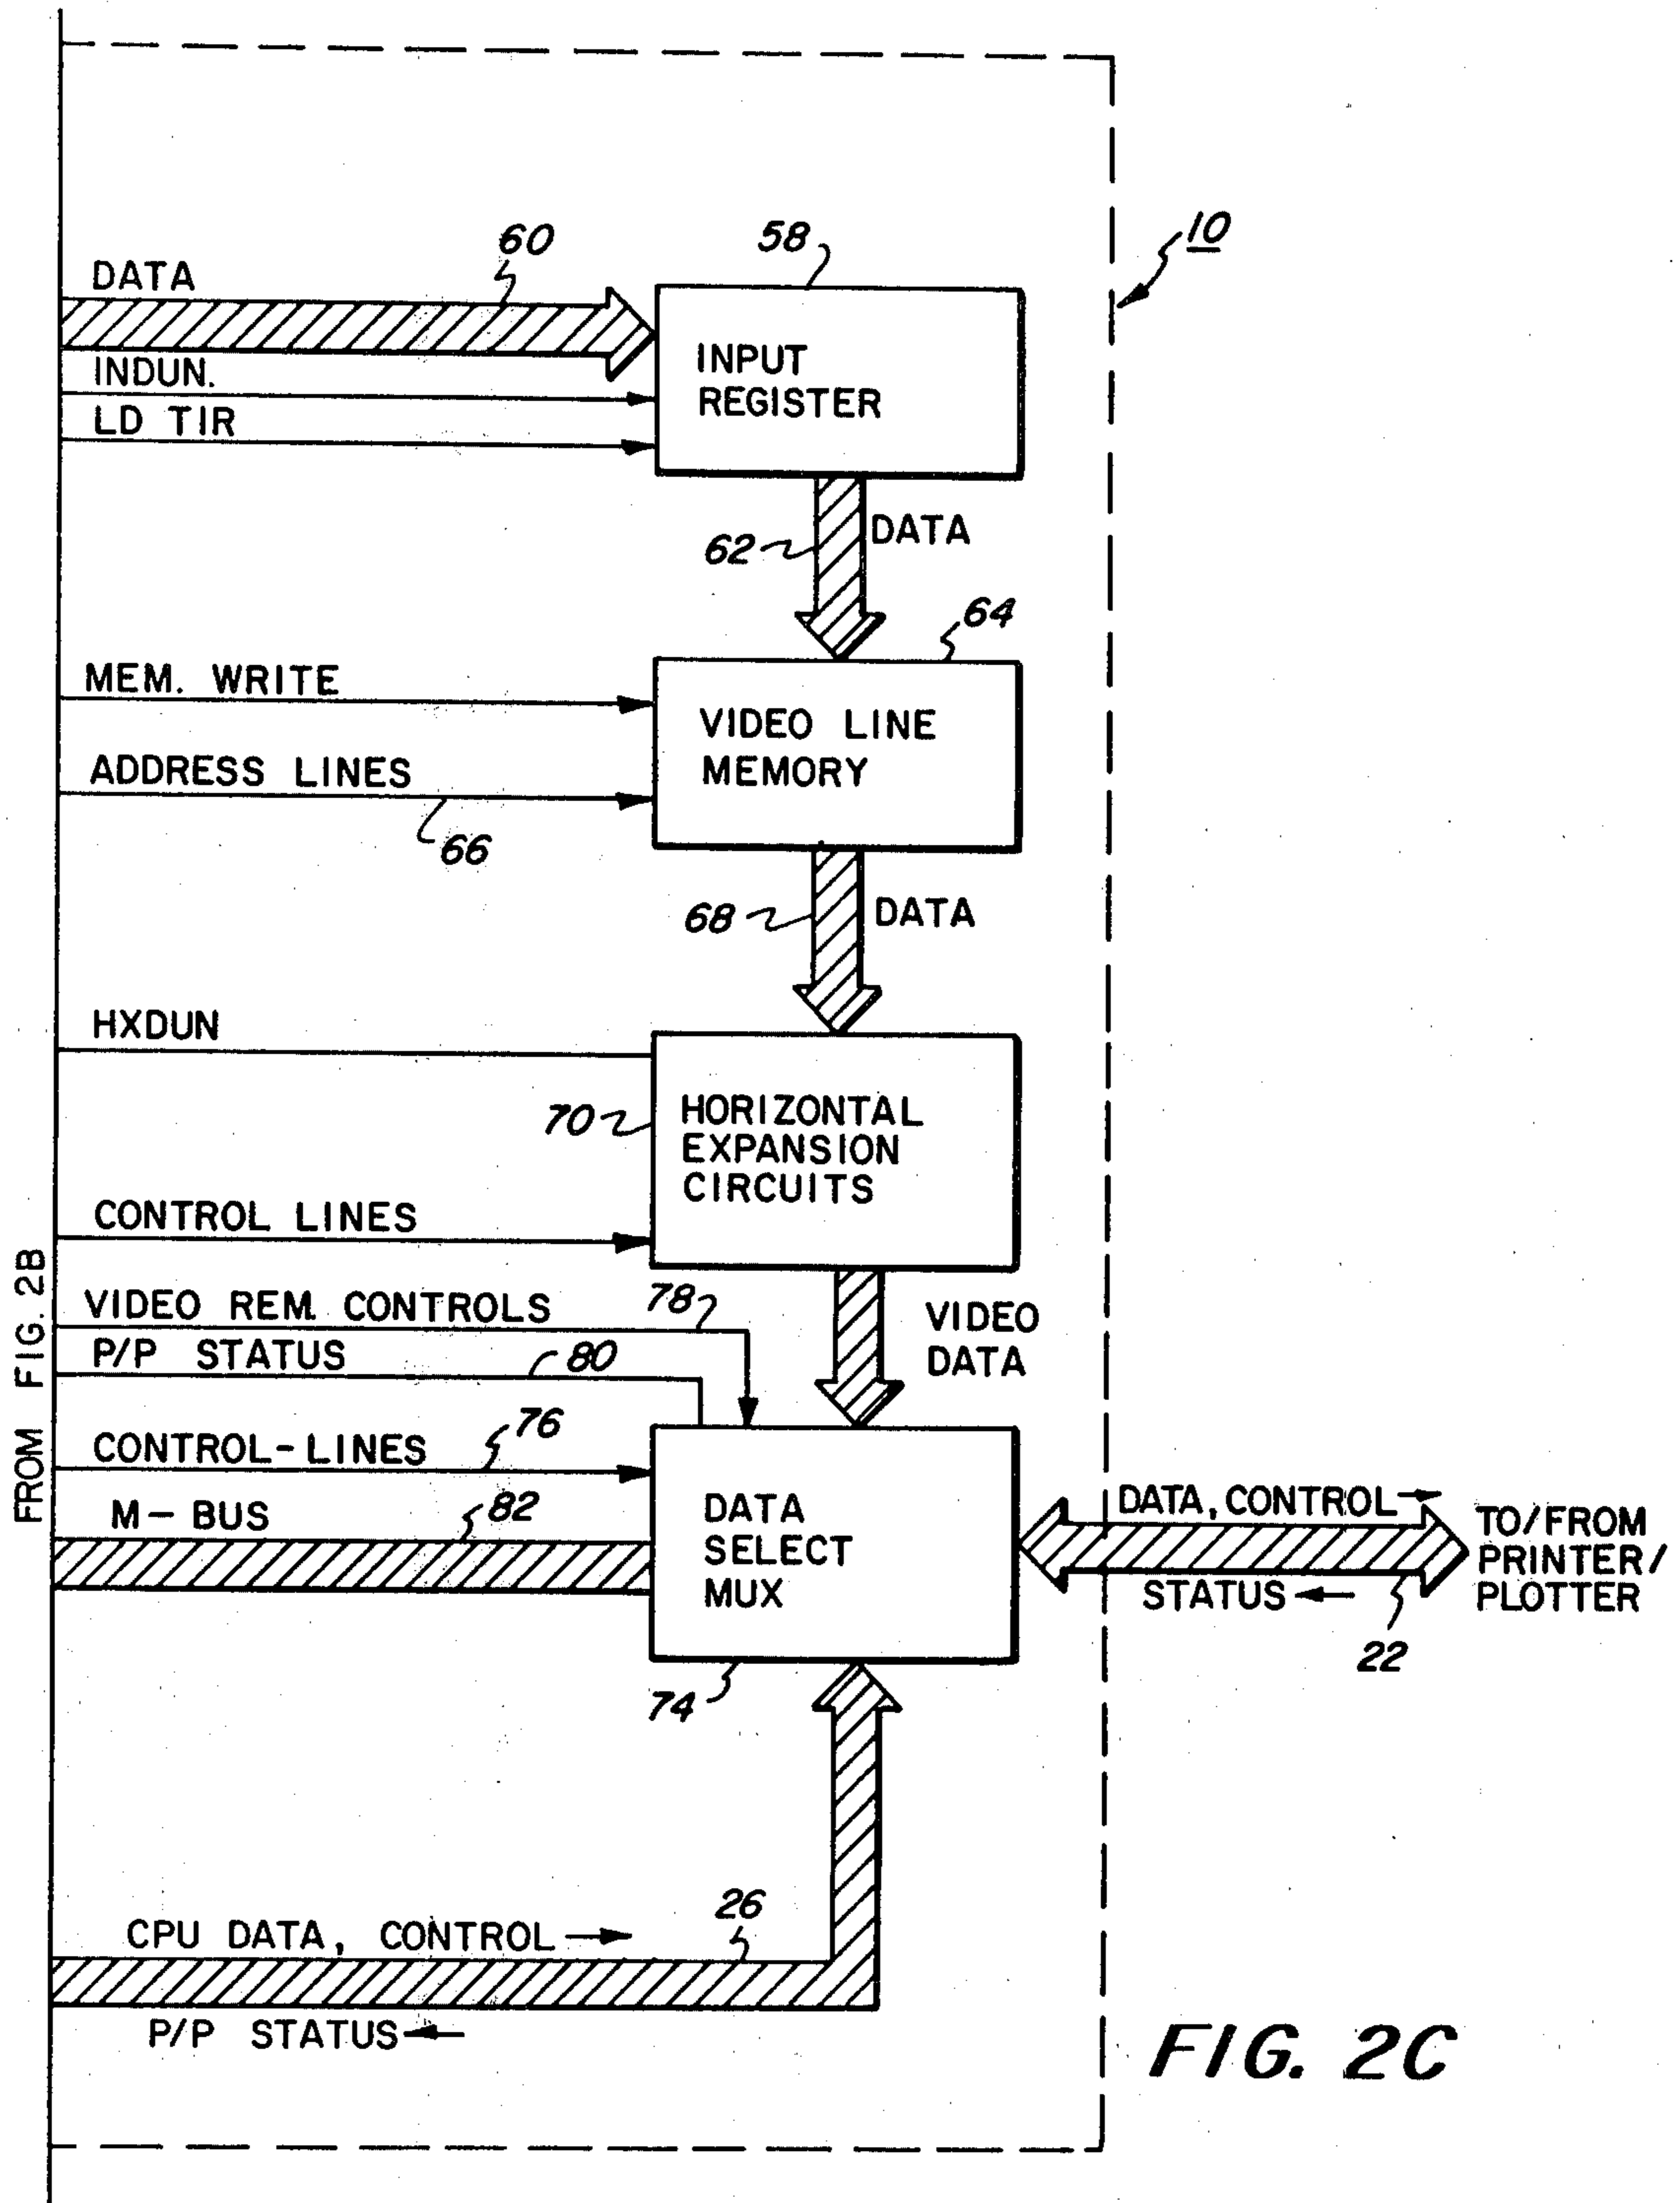 10
60
58
DATA
INPUT
REGISTER
INDUN.
LD TIR
62
DATA
64
MEM. WRITE
VIDEO LINE
MEMORY
ADDRESS LINES
66
68
DATA
HXDUN
70
HORIZONTAL
EXPANSION
CIRCUITS
CONTROL LINES
FROM FIG. 2B
VIDEO REM. CONTROLS
78
VIDEO
DATA
P/P STATUS
80
CONTROL-LINES
76
M-BUS
82
DATA
SELECT
MUX
DATA, CONTROL
TO/FROM
PRINTER/
PLOTTER
STATUS
22
74
CPU DATA, CONTROL
26
P/P STATUS
FIG. 2C